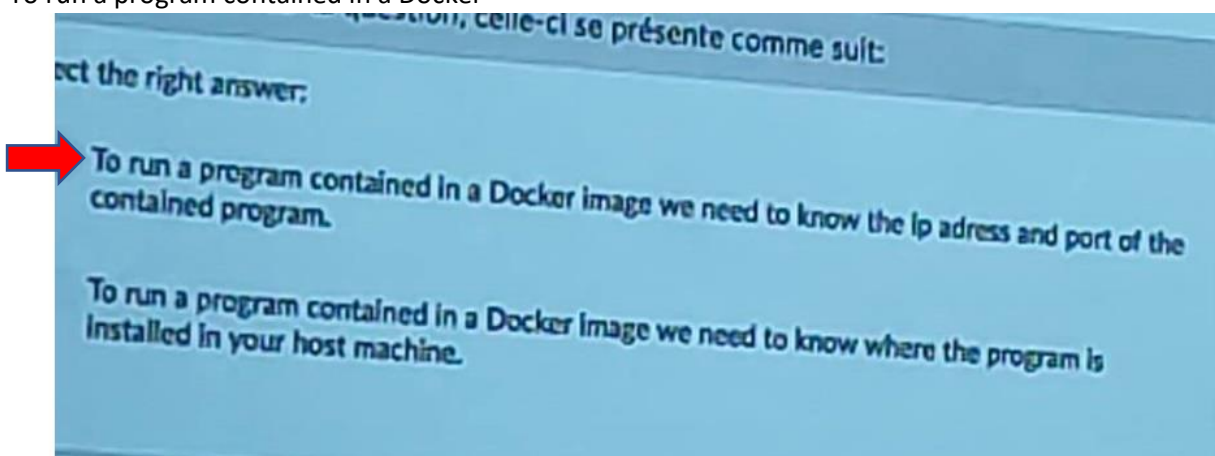 To run a program contained in a Docker
question, celle-ci se présente comme suit:
ect the right answer:
To run a program contained in a Docker image we need to know the ip adress and port of the
contained program.
To run a program contained in a Docker image we need to know where the program is
installed in your host machine.